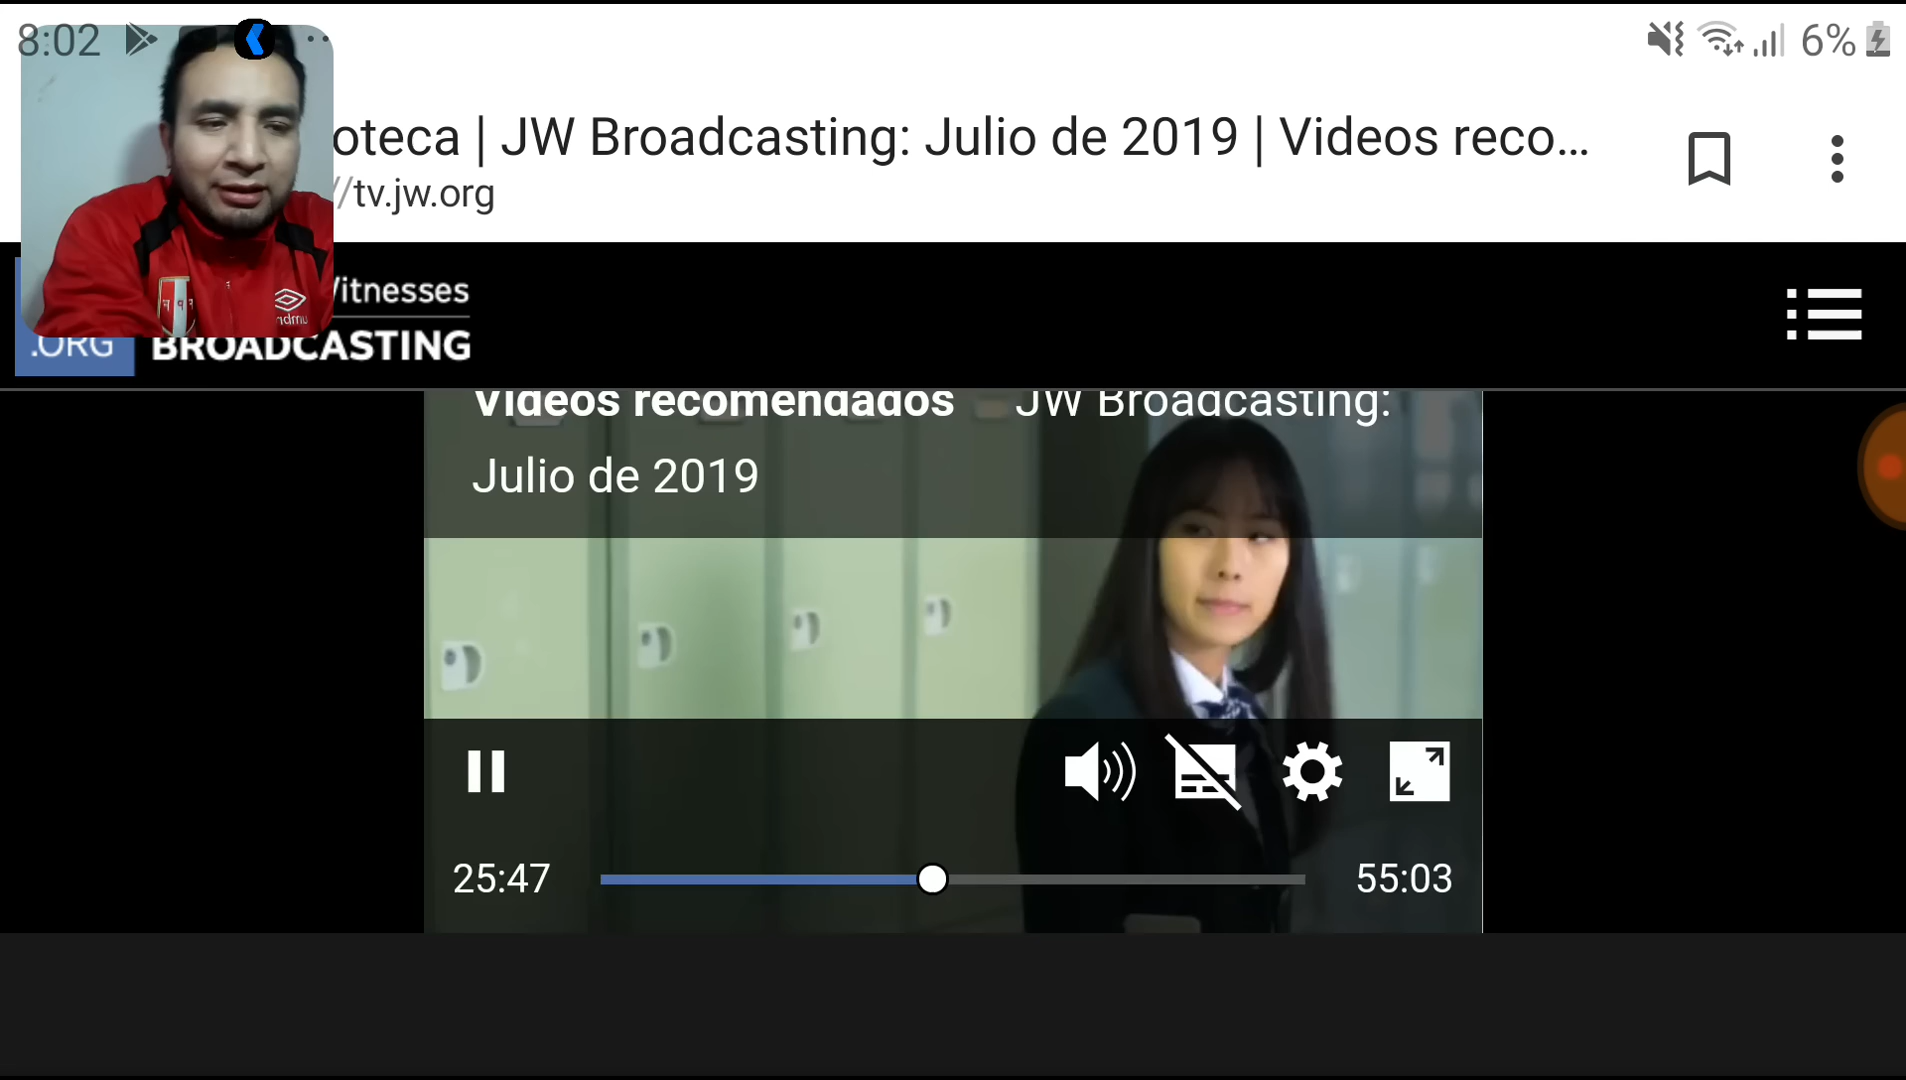 8:02
6%
oteca | JW Broadcasting: Julio de 2019 | Videos reco...
//tv.jw.org
Witnesses
.ORG BROADCASTING
Videos recomendados JW Broadcasting:
Julio de 2019
25:47
55:03